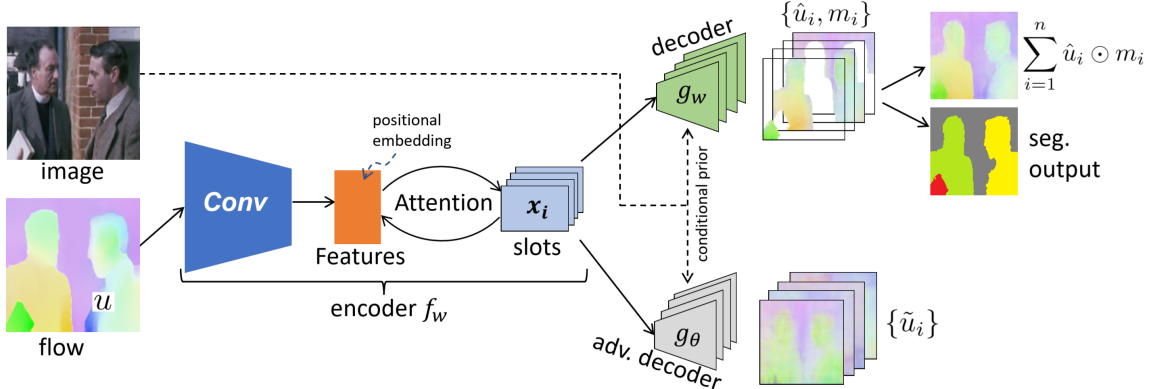 image
u
flow
Conv
positional
embedding
Features
Attention
x_i
slots
encoder f_w
decoder
g_w
{û_i, m_i}
∑_{i=1}^{n} û_i ⊙ m_i
seg.
output
conditional prior
g_θ
adv. decoder
{ũ_i}